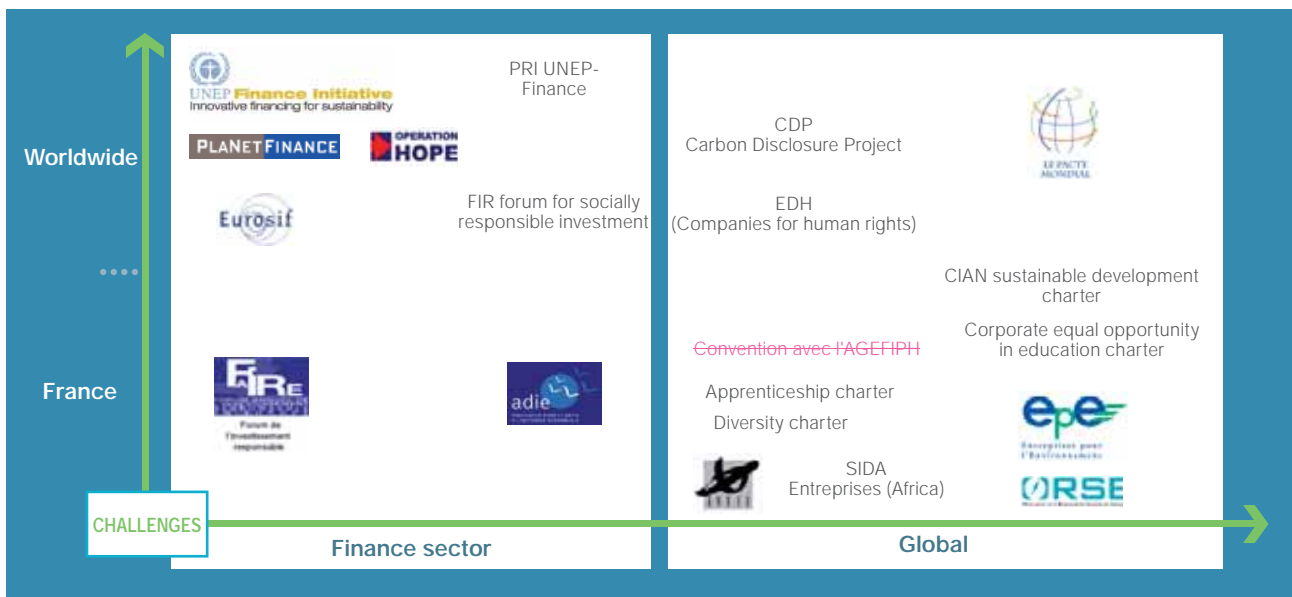 UNEP Finance Initiative
Innovative financing for sustainability
PRI UNEP-
Finance
PLANET FINANCE
OPERATION
HOPE
Worldwide
CDP
Carbon Disclosure Project
LE PACTE
MONDIAL
Eurosif
FIR forum for socially
responsible investment
EDH
(Companies for human rights)
CIAN sustainable development
charter
Corporate equal opportunity
in education charter
Convention avec l'AGEFIPH
France
FAIRE
Forum de
l'investissement
responsable
adie
Apprenticeship charter
Diversity charter
epe
Entreprises pour
l'Environnement
SIDA
Entreprises (Africa)
ORSE
CHALLENGES
Finance sector
Global